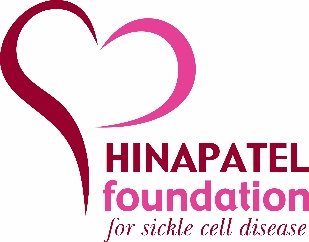 HINAPATEL
foundation
for sickle cell disease